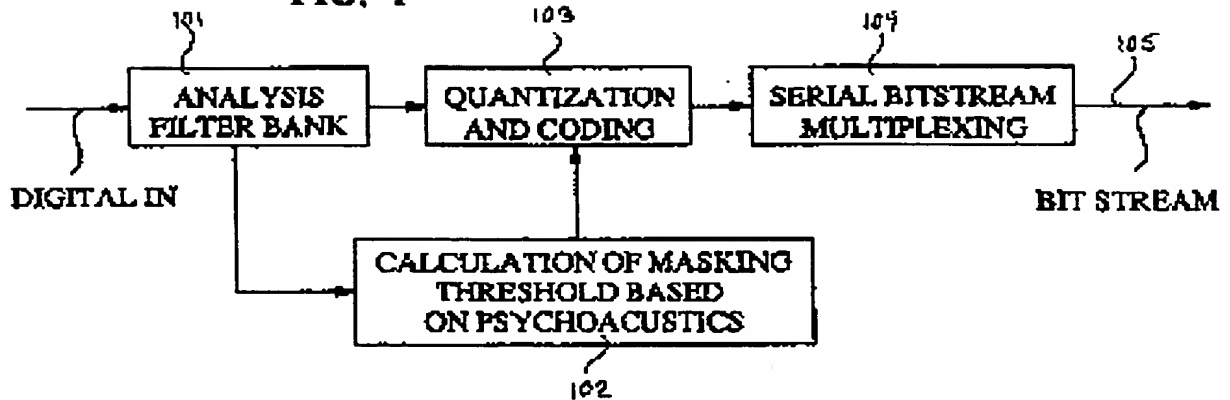 FIG.
101
103
104
105
ANALYSIS
FILTER BANK
QUANTIZATION
AND CODING
SERIAL BITSTREAM
MULTIPLEXING
DIGITAL IN
BIT STREAM
CALCULATION OF MASKING
THRESHOLD BASED
ON PSYCHOACUSTICS
102